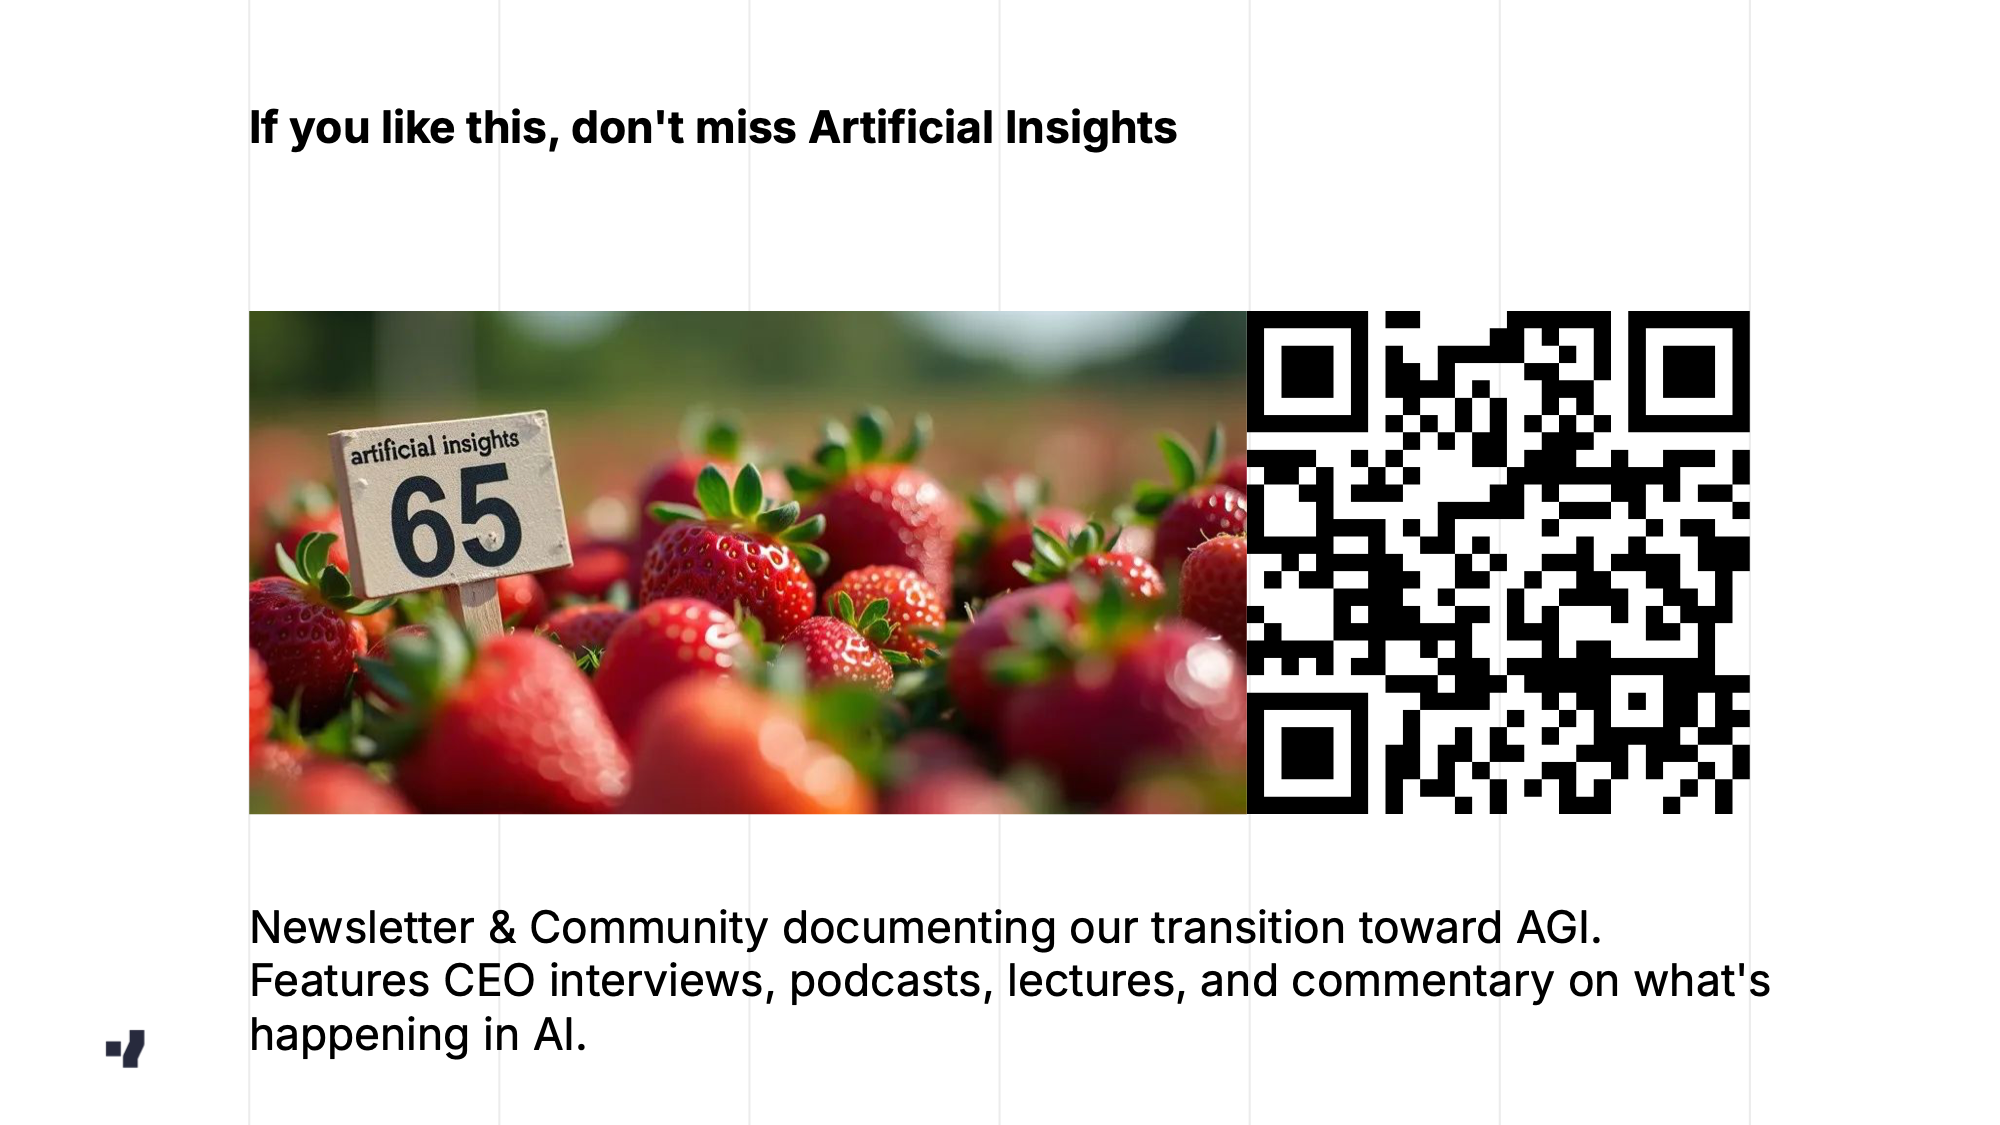 If you like this, don't miss Artificial Insights
artificial insights
65
Newsletter & Community documenting our transition toward AGI.
Features CEO interviews, podcasts, lectures, and commentary on what's
happening in AI.